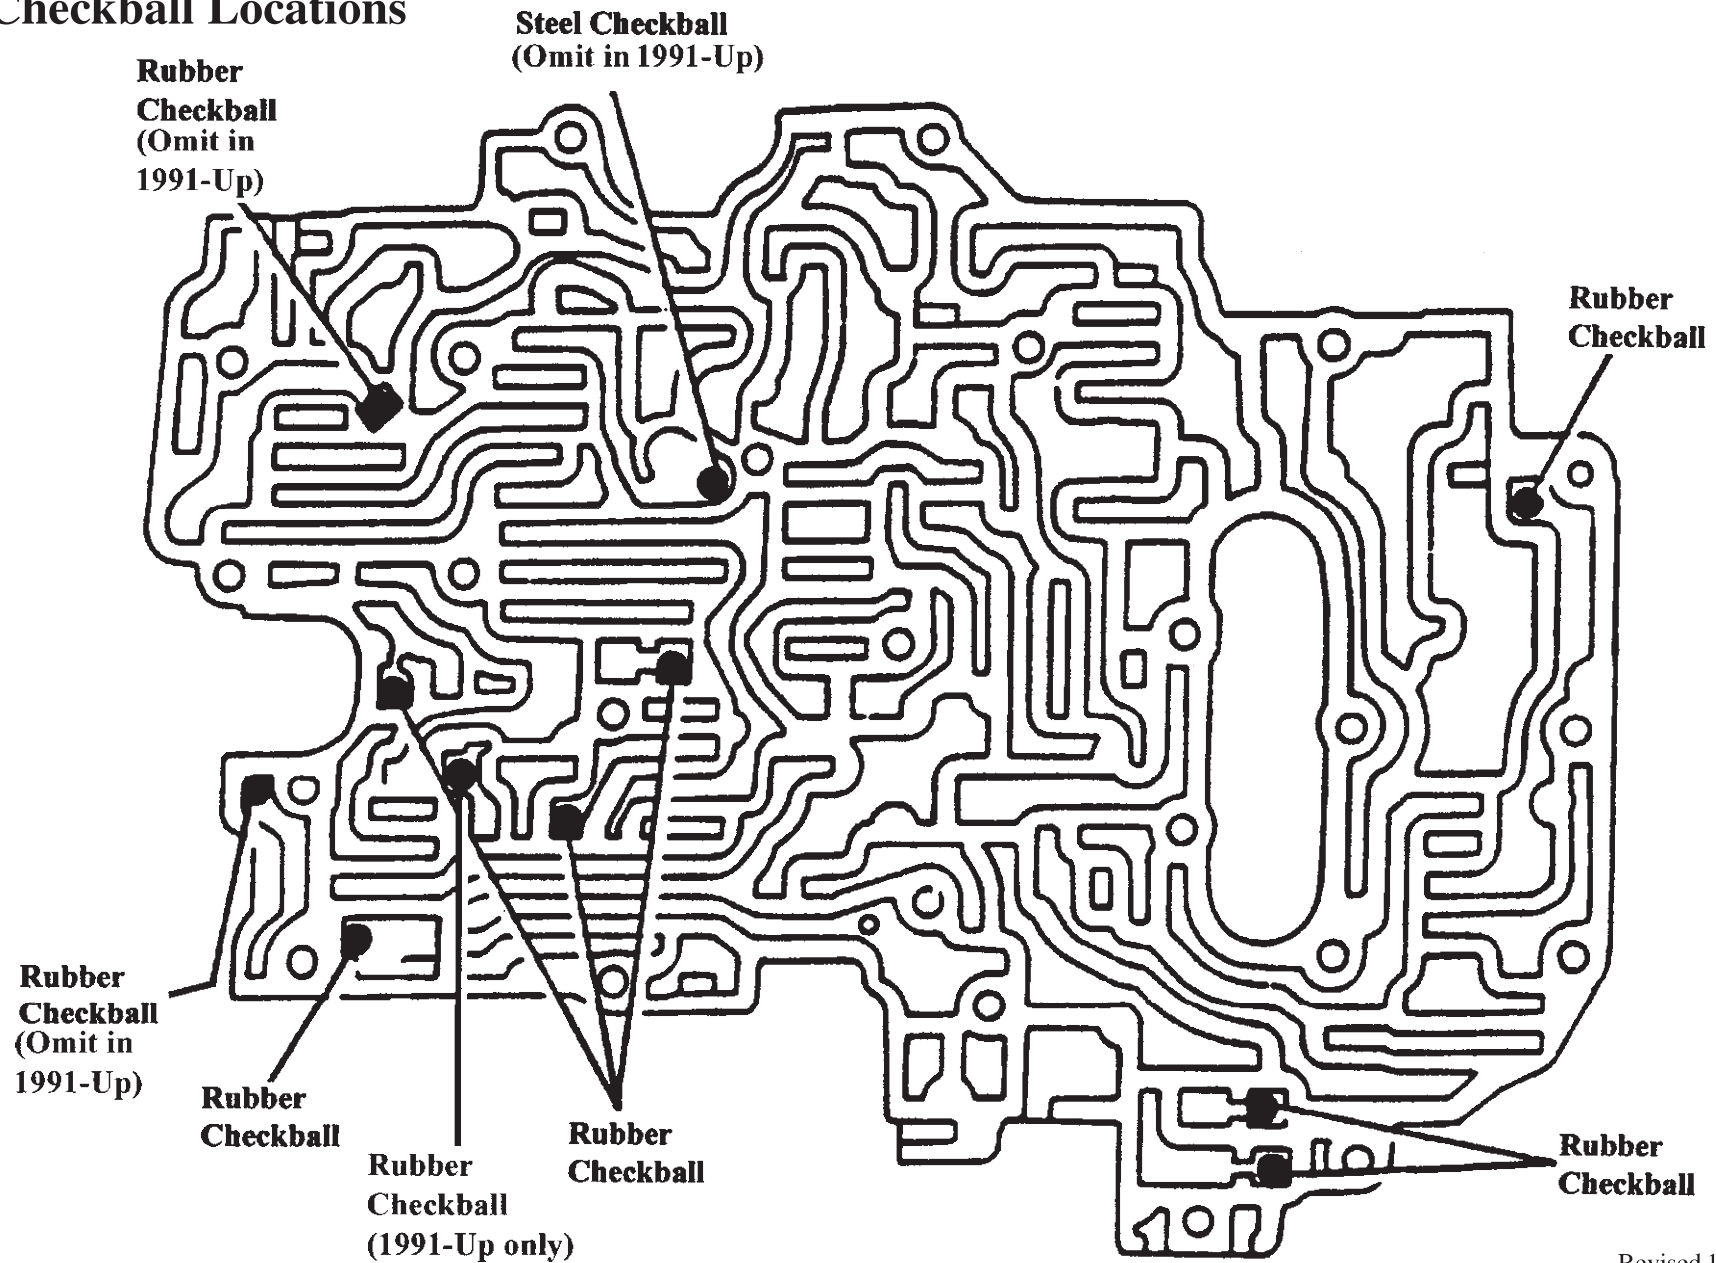 Checkball Locations
Steel Checkball
(Omit in 1991-Up)
Rubber
Checkball
(Omit in
1991-Up)
Rubber
Checkball
Rubber
Checkball
(Omit in
1991-Up)
Rubber
Checkball
Rubber
Checkball
(1991-Up only)
Rubber
Checkball
Rubber
Checkball